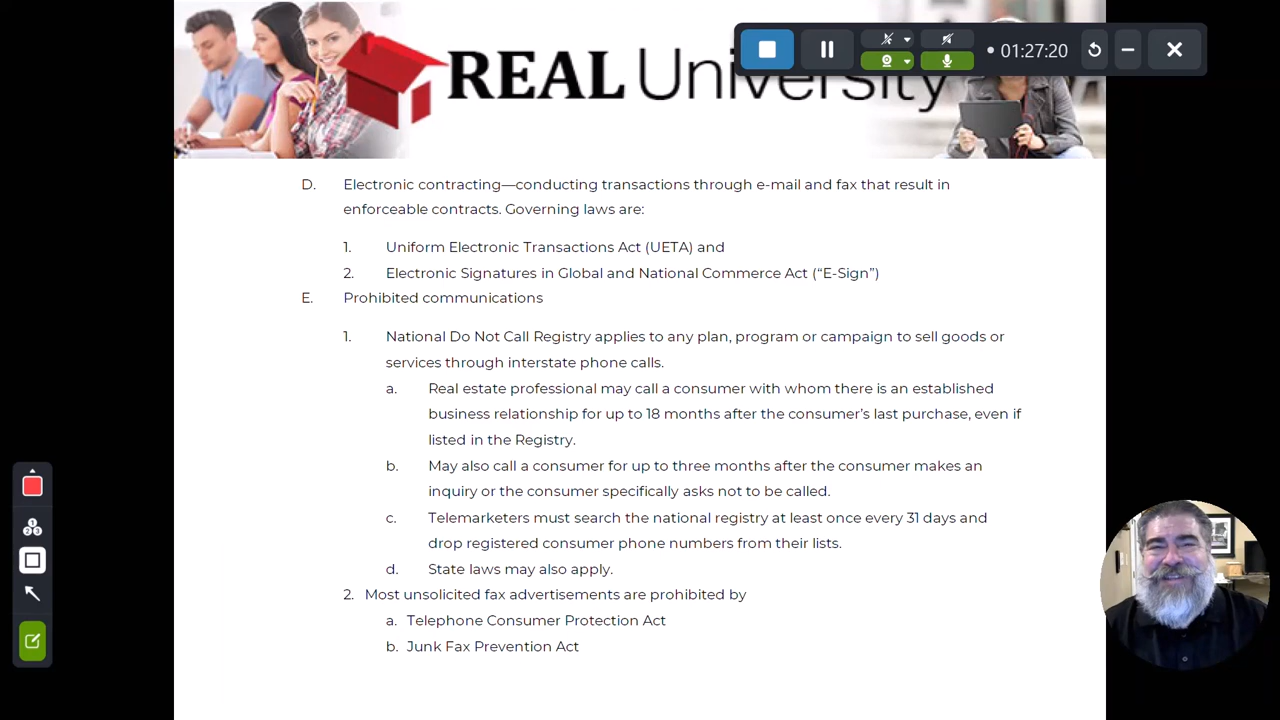 REAL University
01:27:20
D. Electronic contracting—conducting transactions through e-mail and fax that result in
enforceable contracts. Governing laws are:
1. Uniform Electronic Transactions Act (UETA) and
2. Electronic Signatures in Global and National Commerce Act (“E-Sign”)
E. Prohibited communications
1. National Do Not Call Registry applies to any plan, program or campaign to sell goods or
services through interstate phone calls.
a. Real estate professional may call a consumer with whom there is an established
business relationship for up to 18 months after the consumer’s last purchase, even if
listed in the Registry.
b. May also call a consumer for up to three months after the consumer makes an
inquiry or the consumer specifically asks not to be called.
c. Telemarketers must search the national registry at least once every 31 days and
drop registered consumer phone numbers from their lists.
d. State laws may also apply.
2. Most unsolicited fax advertisements are prohibited by
a. Telephone Consumer Protection Act
b. Junk Fax Prevention Act